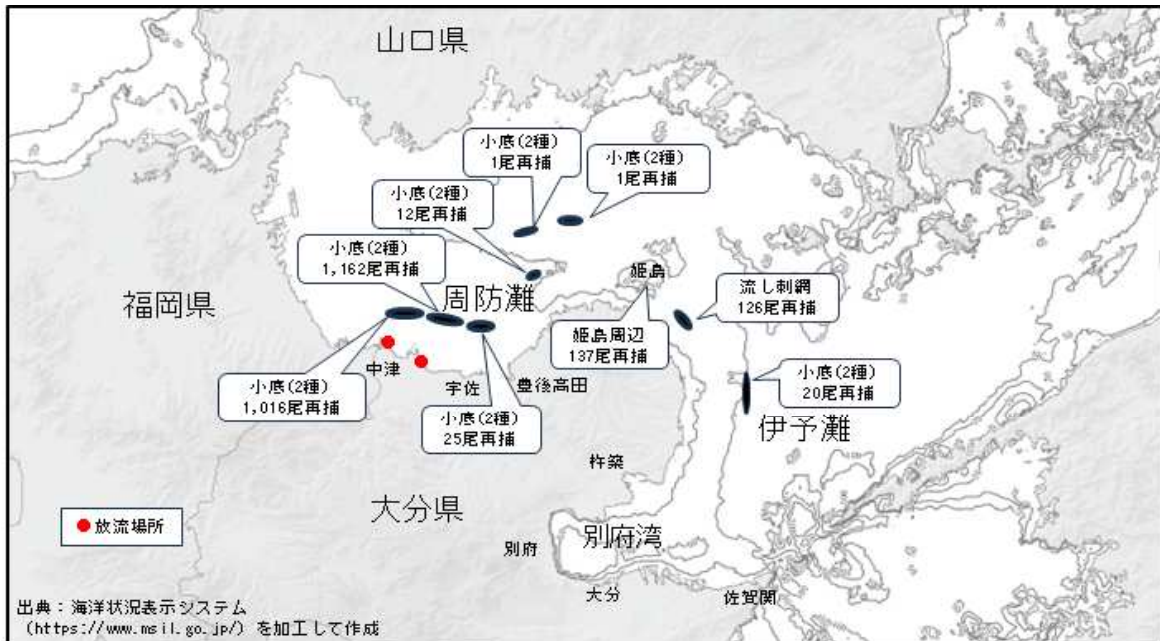 山口県
小底(2種)
1尾再捕
小底(2種)
1尾再捕
小底(2種)
12尾再捕
小底(2種)
1,162尾再捕
姫島
周防灘
流し刺網
126尾再捕
福岡県
姫島周辺
137尾再捕
中津
宇佐
豊後高田
小底(2種)
1,016尾再捕
小底(2種)
25尾再捕
小底(2種)
20尾再捕
伊予灘
杵築
大分県
放流場所
別府
別府湾
大分
佐賀関
出典：海洋状況表示システム
（https://www.msil.go.jp/）を加工して作成